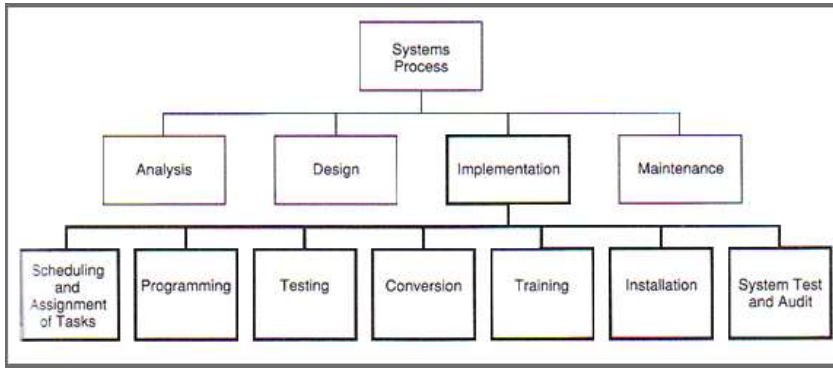 Systems
Process
Analysis
Design
Implementation
Maintenance
Scheduling
and
Assignment
of Tasks
Programming
Testing
Conversion
Training
Installation
System Test
and Audit